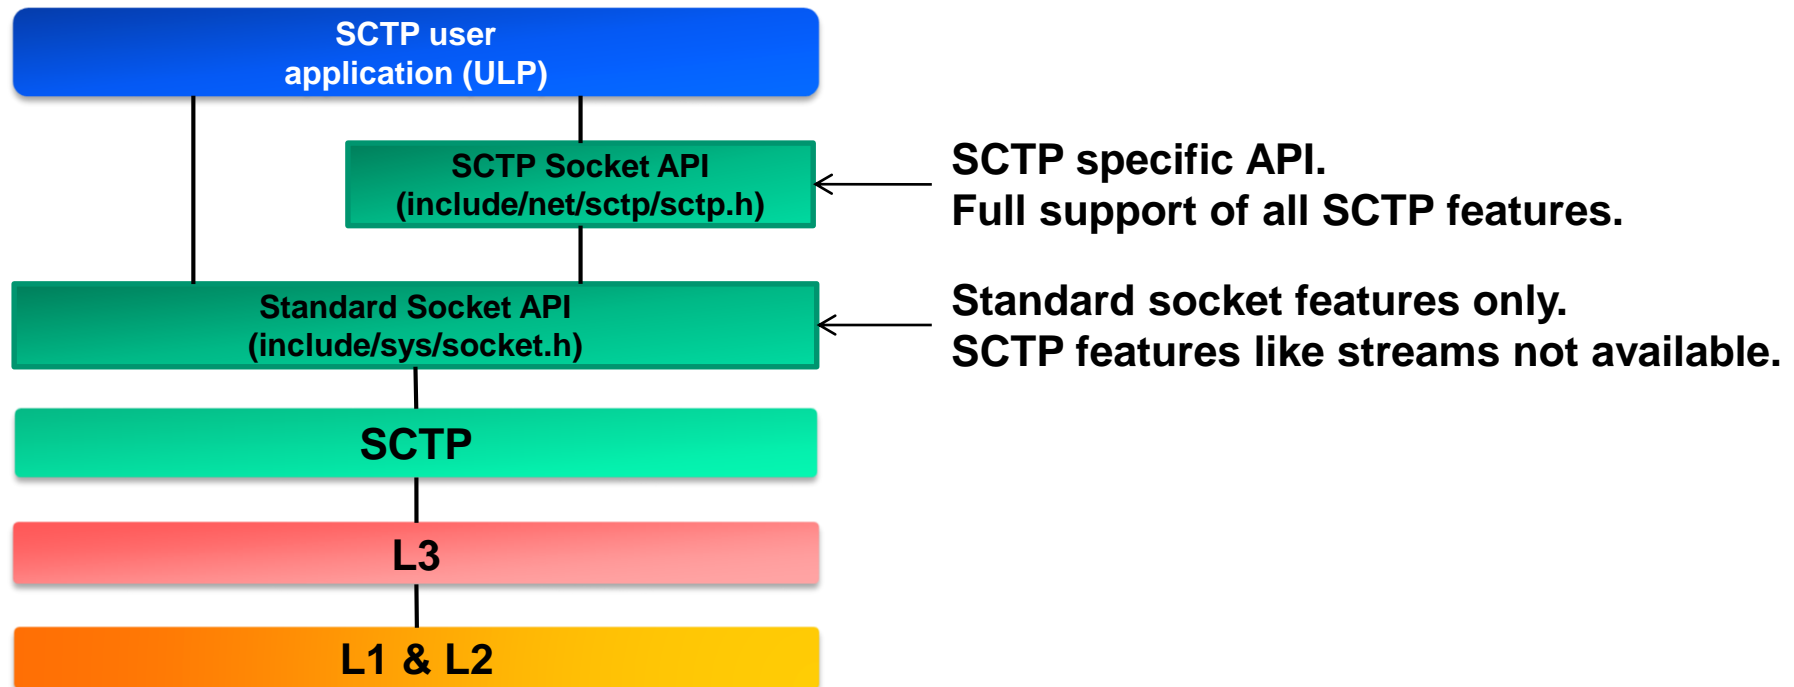 SCTP user
application (ULP)
SCTP Socket API
(include/net/sctp/sctp.h)
SCTP specific API.
Full support of all SCTP features.
Standard Socket API
(include/sys/socket.h)
Standard socket features only.
SCTP features like streams not available.
SCTP
L3
L1 & L2